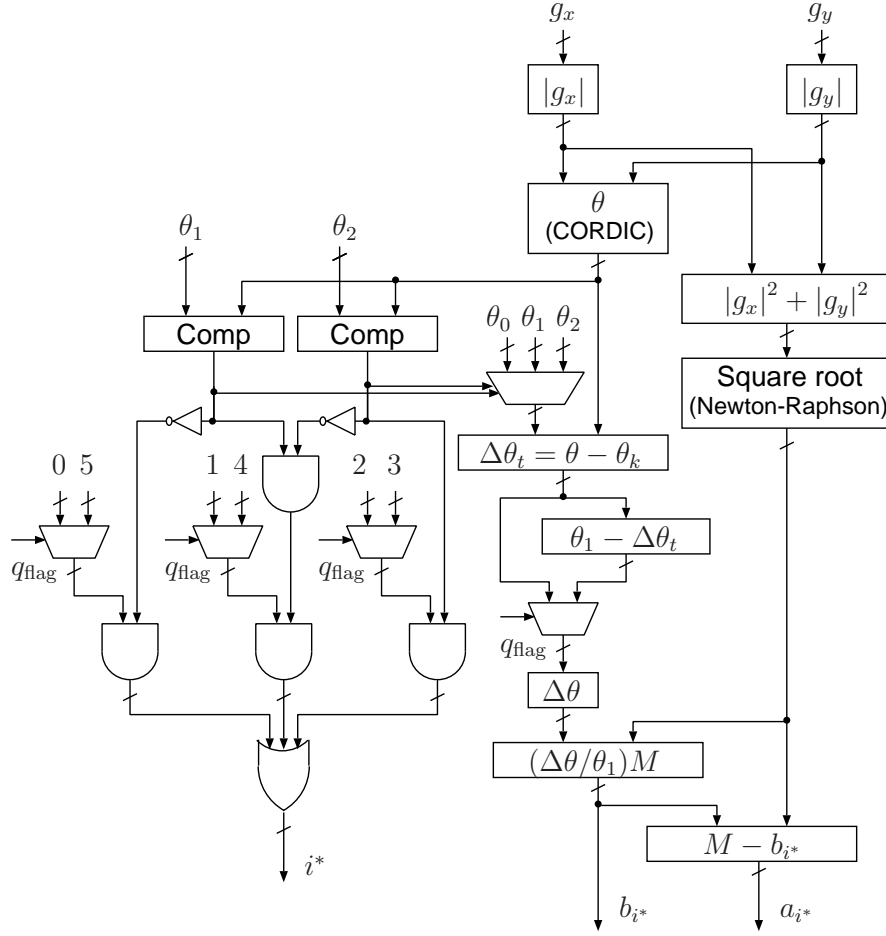 g_x g_y
|g_x| |g_y|
θ
(CORDIC)
θ_1 θ_2
|g_x|^2 + |g_y|^2
Comp Comp
θ_0 θ_1 θ_2
Square root
(Newton-Raphson)
Δθ_t = θ − θ_k
0 5 1 4 2 3
θ_1 − Δθ_t
q_flag q_flag q_flag
q_flag
Δθ
(Δθ/θ_1)M
M − b_{i*}
i*
b_{i*} a_{i*}